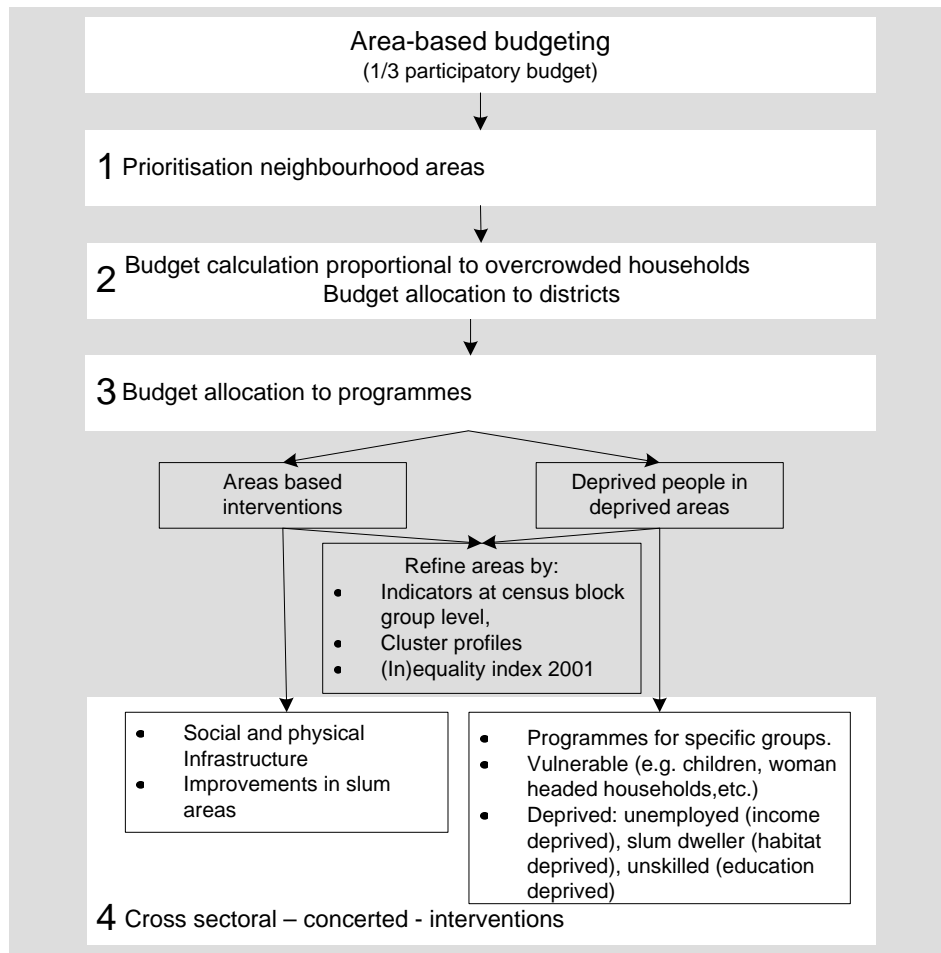 Area-based budgeting
(1/3 participatory budget)
1 Prioritisation neighbourhood areas
2 Budget calculation proportional to overcrowded households
Budget allocation to districts
3 Budget allocation to programmes
Areas based
interventions
Deprived people in
deprived areas
Refine areas by:
• Indicators at census block
group level,
• Cluster profiles
• (In)equality index 2001
• Social and physical
Infrastructure
• Improvements in slum
areas
• Programmes for specific groups.
• Vulnerable (e.g. children, woman
headed households,etc.)
• Deprived: unemployed (income
deprived), slum dweller (habitat
deprived), unskilled (education
deprived)
4 Cross sectoral – concerted - interventions